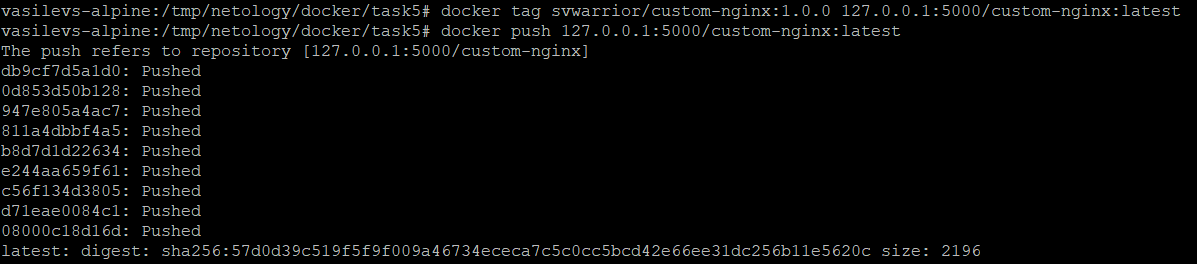 vasilevs-alpine:/tmp/netology/docker/task5# docker tag svwarrior/custom-nginx:1.0.0 127.0.0.1:5000/custom-nginx:latest
vasilevs-alpine:/tmp/netology/docker/task5# docker push 127.0.0.1:5000/custom-nginx:latest
The push refers to repository [127.0.0.1:5000/custom-nginx]
db9cf7d5a1d0: Pushed
0d853d50b128: Pushed
947e805a4ac7: Pushed
811a4dbbf4a5: Pushed
b8d7d1d22634: Pushed
e244aa659f61: Pushed
c56f134d3805: Pushed
d71eae0084c1: Pushed
08000c18d16d: Pushed
latest: digest: sha256:57d0d39c519f5f9f009a46734ececa7c5c0cc5bcd42e66ee31dc256b11e5620c size: 2196